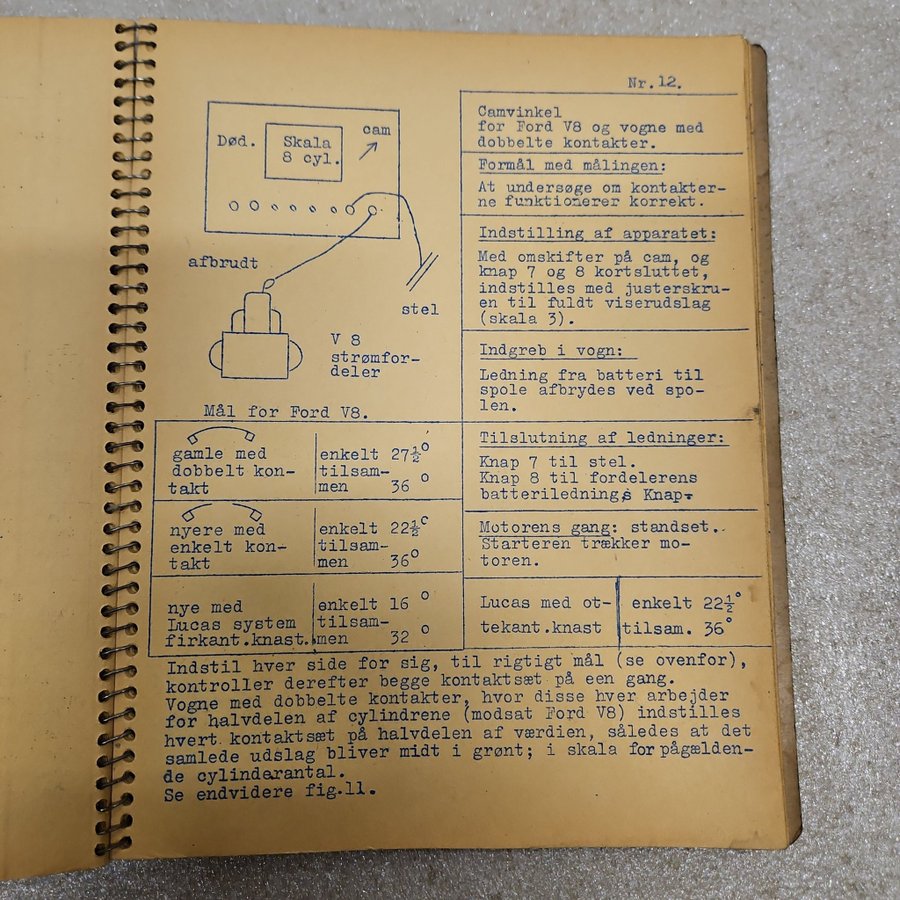 Nr.12.
Død.
Skala
8 cyl.
cam
afbrudt
stel
V 8
strømfor-
deler
Camvinkel
for Ford V8 og vogne med
dobbelte kontakter.
Formål med målingen:
At undersøge om kontakter-
ne funktionerer korrekt.
Indstilling af apparatet:
Med omskifter på cam, og
knap 7 og 8 kortsluttet,
indstilles med justerskru-
en til fuldt viserudslag
(skala 3).
Indgreb i vogn:
Ledning fra batteri til
spole afbrydes ved spo-
len.
Tilslutning af ledninger:
Knap 7 til stel.
Knap 8 til fordelerens
batterilednings Knap.
Motorens gang: standset.
Starteren trækker mo-
toren.
Mål for Ford V8.
gamle med enkelt 27½°
dobbelt kon- tilsam-
takt men 36°
nyere med enkelt 22½°
enkelt kon- tilsam-
takt men 36°
nye med enkelt 16°
Lucas system tilsam-
firkant.knast. men 32°
Lucas med ot- enkelt 22½°
tekant.knast tilsam. 36°
Indstil hver side for sig, til rigtigt mål (se ovenfor),
kontroller derefter begge kontaktsæt på een gang.
Vogne med dobbelte kontakter, hvor disse hver arbejder
for halvdelen af cylindrene (modsat Ford V8) indstilles
hvert kontaktsæt på halvdelen af værdien, således at det
samlede udslag bliver midt i grønt; i skala for pågælden-
de cylinderantal.
Se endvidere fig.11.